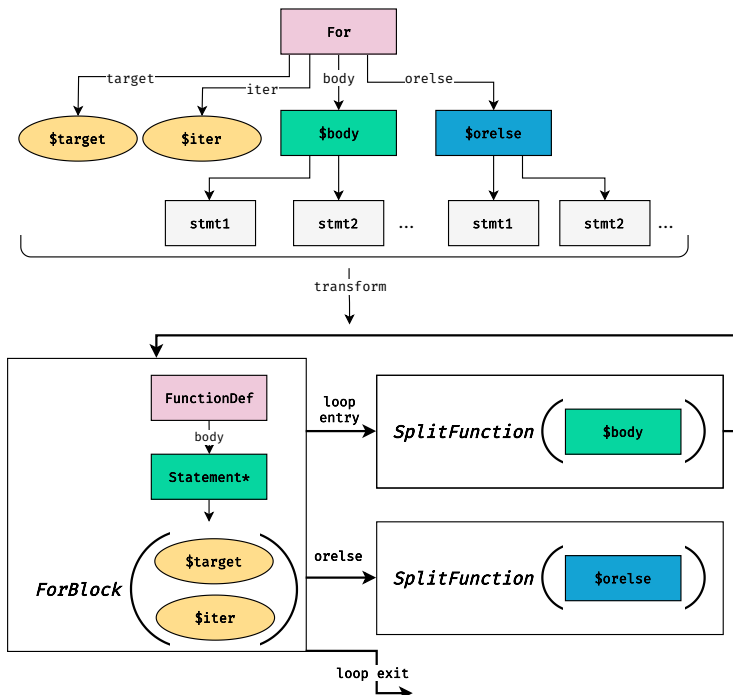 For
target
iter
body
orelse
$target
$iter
$body
$orelse
stmt1
stmt2
...
stmt1
stmt2
...
transform
FunctionDef
body
Statement*
ForBlock
$target
$iter
loop
entry
SplitFunction
$body
orelse
SplitFunction
$orelse
loop exit